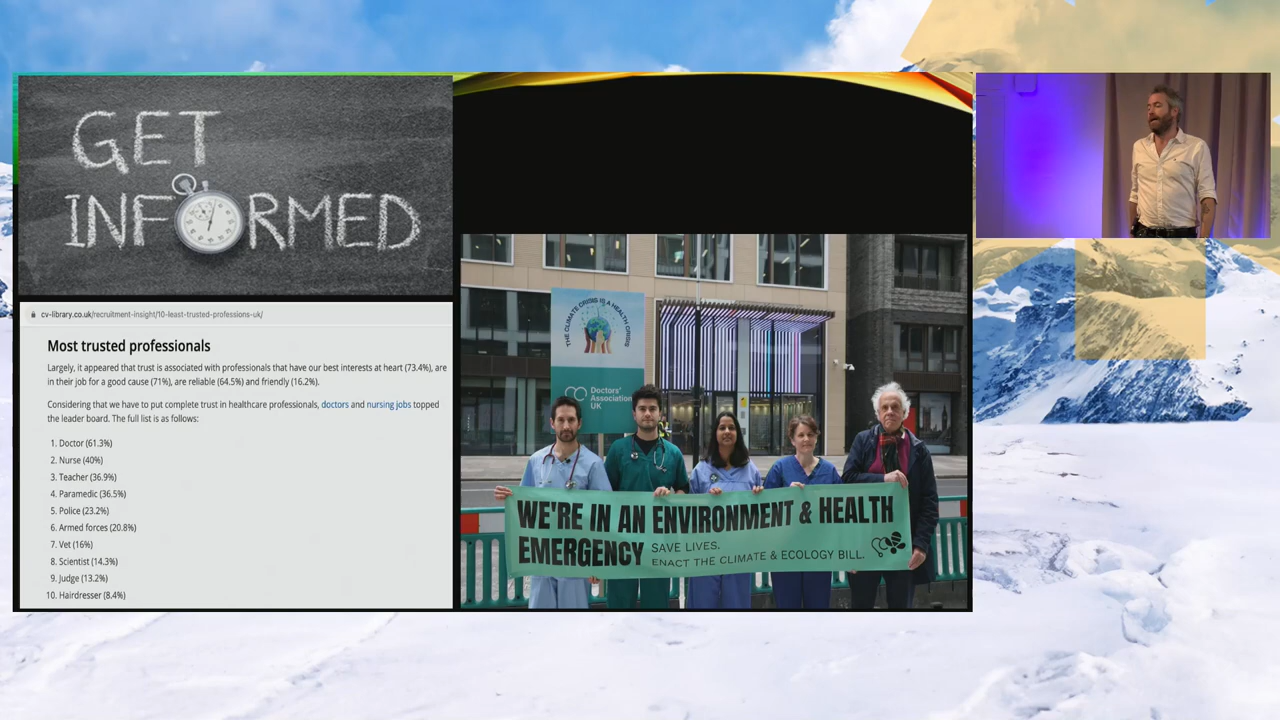 GET
INFORMED
cv-library.co.uk/recruitment-insight/10-least-trusted-professions-uk/
Most trusted professionals
Largely, it appeared that trust is associated with professionals that have our best interests at heart (73.4%), are
in their job for a good cause (71%), are reliable (64.5%) and friendly (16.2%).
Considering that we have to put complete trust in healthcare professionals, doctors and nursing jobs topped
the leader board. The full list is as follows:
1. Doctor (61.3%)
2. Nurse (40%)
3. Teacher (36.9%)
4. Paramedic (36.5%)
5. Police (23.2%)
6. Armed forces (20.8%)
7. Vet (16%)
8. Scientist (14.3%)
9. Judge (13.2%)
10. Hairdresser (8.4%)
THE CLIMATE CRISIS IS A HEALTH CRISIS
Doctors'
Association
UK
WE'RE IN AN ENVIRONMENT & HEALTH
EMERGENCY SAVE LIVES.
ENACT THE CLIMATE & ECOLOGY BILL.